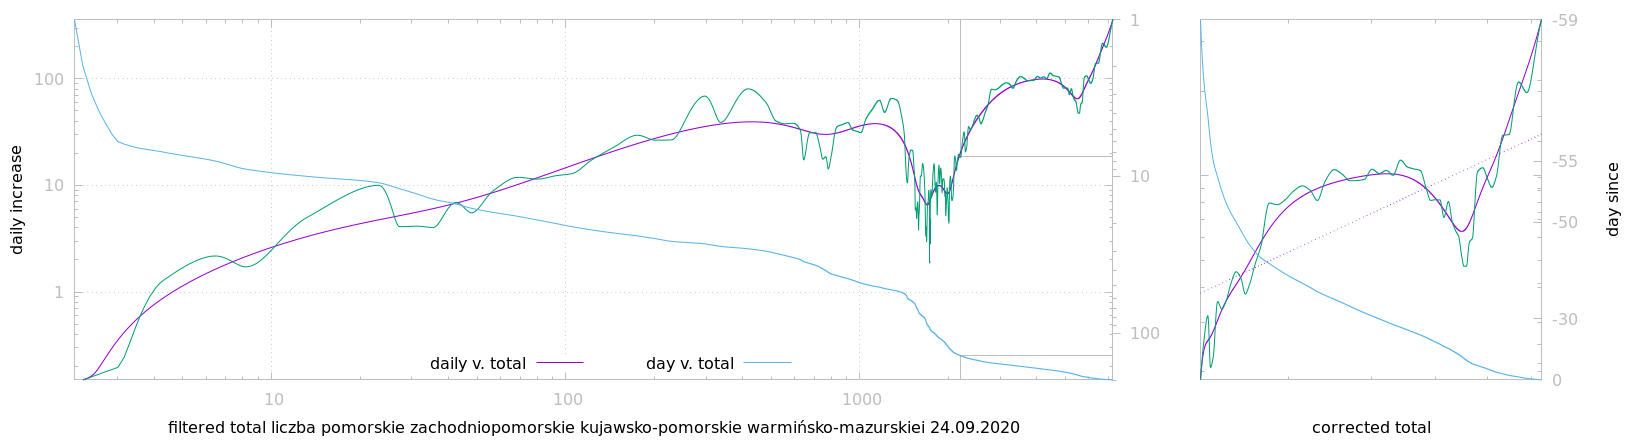 100
10
1
daily increase
daily v. total
day v. total
10
100
1000
1
10
100
filtered total liczba pomorskie zachodniopomorskie kujawsko-pomorskie warmińsko-mazurskiei 24.09.2020
-59
-55
-50
-30
0
day since
corrected total